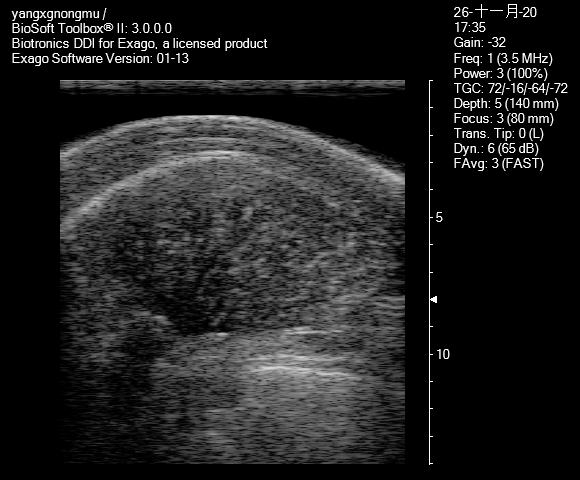 yangxgnongmu /
BioSoft Toolbox® II: 3.0.0.0
Biotronics DDI for Exago, a licensed product
Exago Software Version: 01-13
26-十一月-20
17:35
Gain: -32
Freq: 1 (3.5 MHz)
Power: 3 (100%)
TGC: 72/-16/-64/-72
Depth: 5 (140 mm)
Focus: 3 (80 mm)
Trans. Tip: 0 (L)
Dyn.: 6 (65 dB)
FAvg: 3 (FAST)
5
10